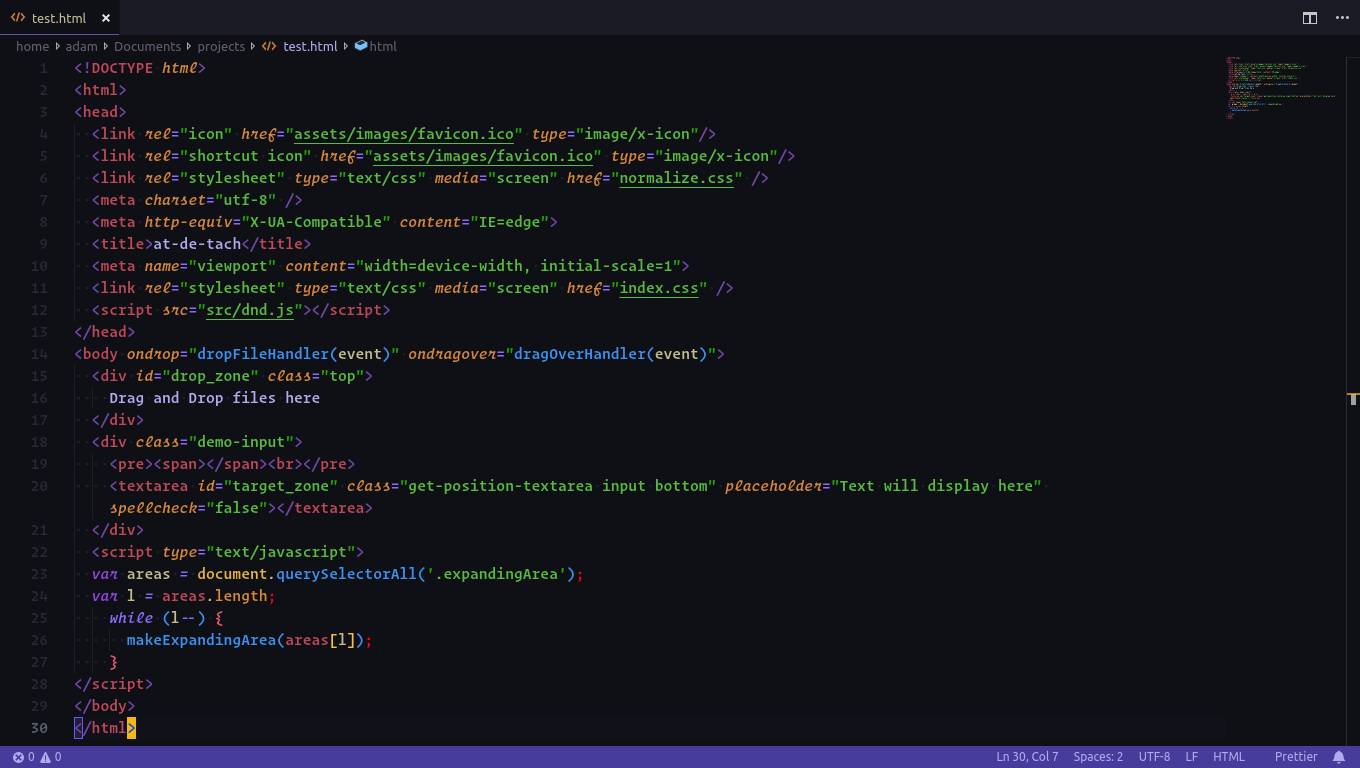 test.html ×
home adam Documents projects test.html html
1 <!DOCTYPE html>
2 <html>
3 <head>
4 <link rel="icon" href="assets/images/favicon.ico" type="image/x-icon"/>
5 <link rel="shortcut icon" href="assets/images/favicon.ico" type="image/x-icon"/>
6 <link rel="stylesheet" type="text/css" media="screen" href="normalize.css" />
7 <meta charset="utf-8" />
8 <meta http-equiv="X-UA-Compatible" content="IE=edge">
9 <title>at-de-tach</title>
10 <meta name="viewport" content="width=device-width, initial-scale=1">
11 <link rel="stylesheet" type="text/css" media="screen" href="index.css" />
12 <script src="src/dnd.js"></script>
13 </head>
14 <body ondrop="dropFileHandler(event)" ondragover="dragOverHandler(event)">
15 <div id="drop_zone" class="top">
16 Drag and Drop files here
17 </div>
18 <div class="demo-input">
19 <pre><span></span><br></pre>
20 <textarea id="target_zone" class="get-position-textarea input bottom" placeholder="Text will display here"
spellcheck="false"></textarea>
21 </div>
22 <script type="text/javascript">
23 var areas = document.querySelectorAll('.expandingArea');
24 var l = areas.length;
25 while (l--) {
26 makeExpandingArea(areas[l]);
27 }
28 </script>
29 </body>
30 </html>
0 0 Ln 30, Col 7 Spaces: 2 UTF-8 LF HTML Prettier